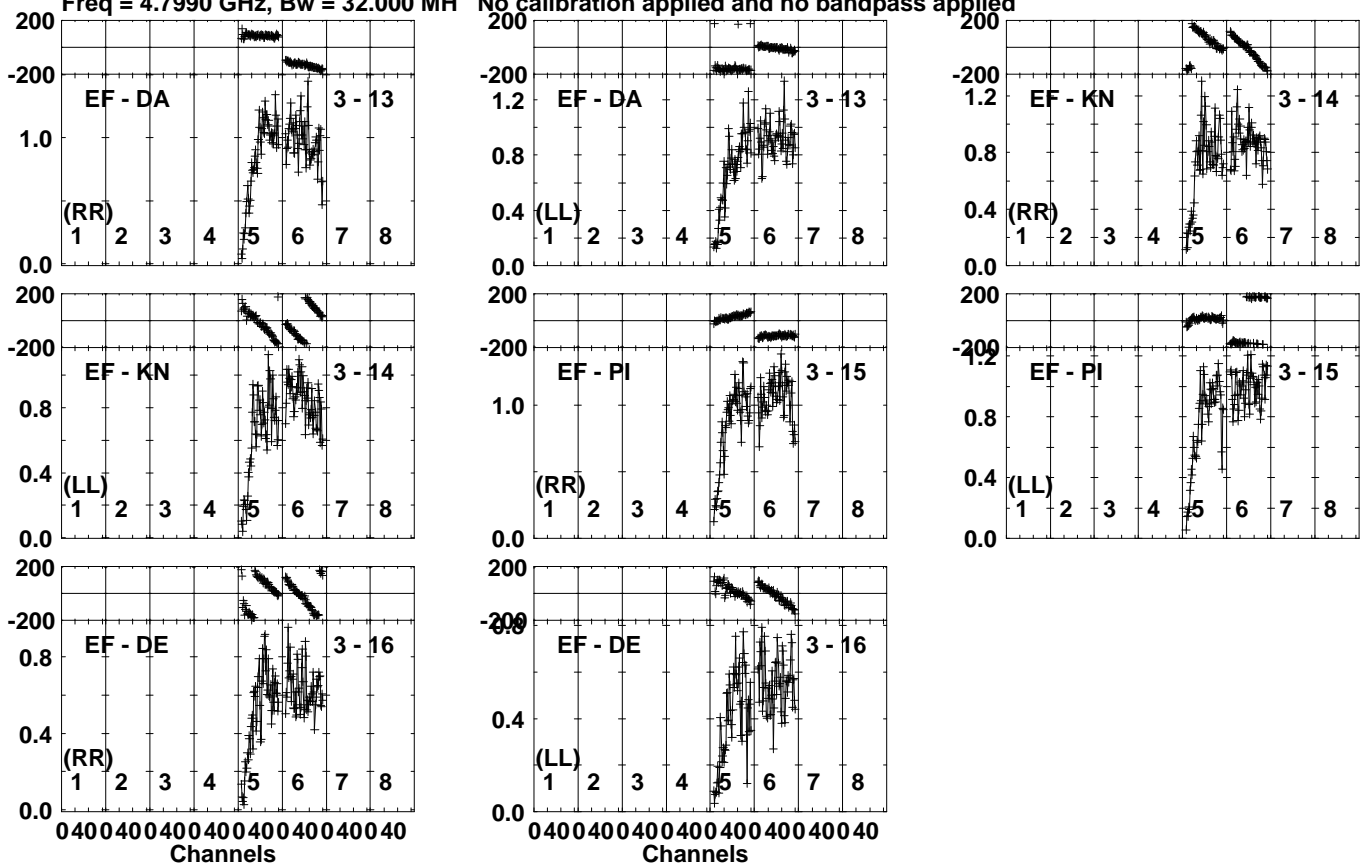 Freq = 4.7990 GHz, Bw = 32.000 MH No calibration applied and no bandpass applied
200 200 200
-200 -200 -200
EF - DA 3 - 13 EF - DA 3 - 13 EF - KN 3 - 14
1.2 1.2
1.0
0.8 0.8
0.4 0.4
(RR) (LL) (RR)
1 2 3 4 5 6 7 8 1 2 3 4 5 6 7 8 1 2 3 4 5 6 7 8
0.0 0.0 0.0
200 200 200
-200 -200 -200
1.2
EF - KN 3 - 14 EF - PI 3 - 15 EF - PI 3 - 15
0.8 1.0 0.8
0.4 0.4
(LL) (RR) (LL)
1 2 3 4 5 6 7 8 1 2 3 4 5 6 7 8 1 2 3 4 5 6 7 8
0.0 0.0 0.0
200 200
-200 -200
0.8
EF - DE 3 - 16 EF - DE 3 - 16
0.8
0.4 0.4
(RR) (LL)
1 2 3 4 5 6 7 8 1 2 3 4 5 6 7 8
0.0 0.0
0 40 0 40 0 40 0 40 0 40 0 40 0 40 0 40 0 40 0 40 0 40 0 40 0 40 0 40 0 40 0 40
Channels Channels